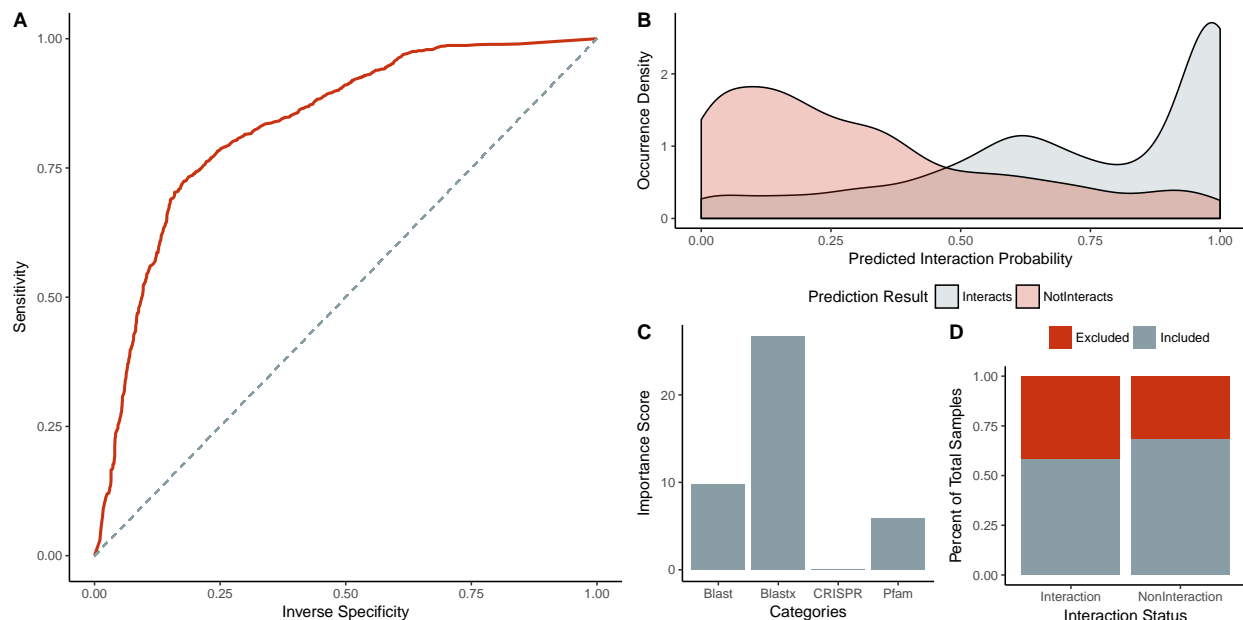 A
1.00
0.75
0.50
0.25
0.00
Sensitivity
0.00 0.25 0.50 0.75 1.00
Inverse Specificity
B
2
1
0
Occurrence Density
0.00 0.25 0.50 0.75 1.00
Predicted Interaction Probability
Prediction Result Interacts NotInteracts
C
20
10
0
Importance Score
Blast Blastx CRISPR Pfam
Categories
D
Excluded Included
1.00
0.75
0.50
0.25
0.00
Percent of Total Samples
Interaction NonInteraction
Interaction Status